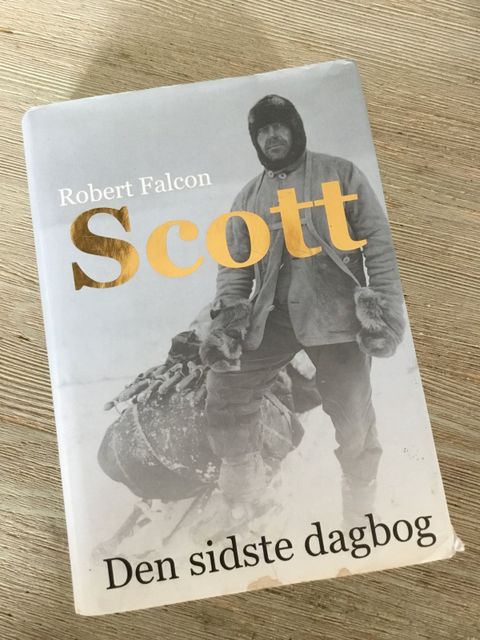 Robert Falcon
Scott
Den sidste dagbog